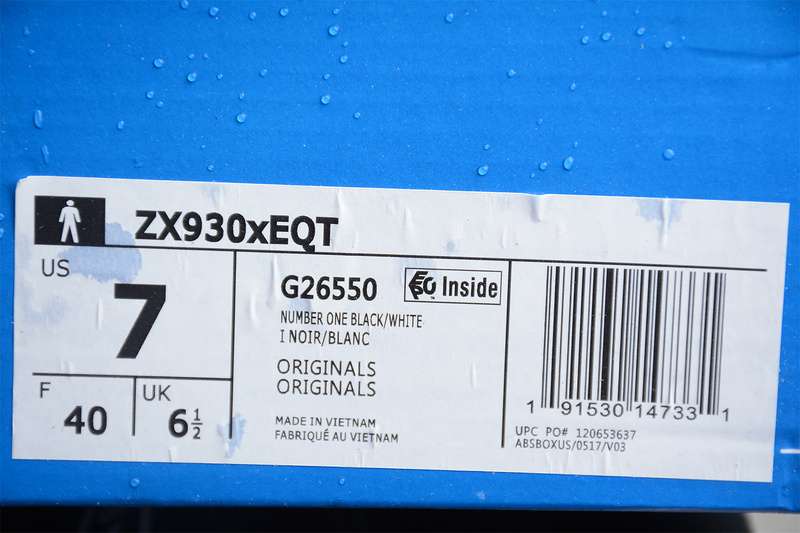 ZX930xEQT
US
7
F
40
UK
6½
G26550
Inside
NUMBER ONE BLACK/WHITE
I NOIR/BLANC
ORIGINALS
ORIGINALS
MADE IN VIETNAM
FABRIQUÉ AU VIETNAM
1 91530 14733 1
UPC PO# 120653637
ABSBOXUS/0517/V03